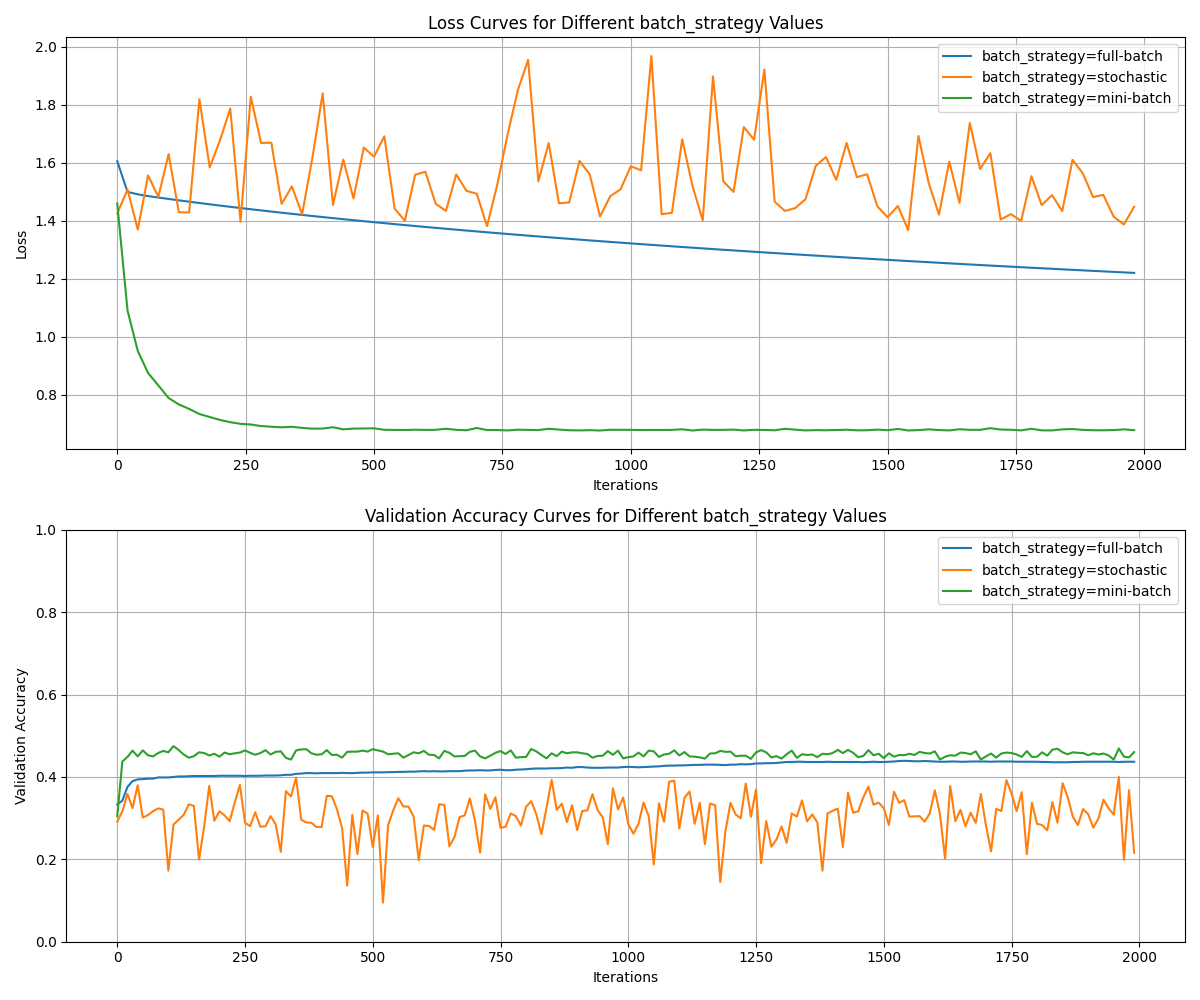 Loss Curves for Different batch_strategy Values
2.0
1.8
1.6
1.4
1.2
1.0
0.8
Loss
batch_strategy=full-batch
batch_strategy=stochastic
batch_strategy=mini-batch
0 250 500 750 1000 1250 1500 1750 2000
Iterations
Validation Accuracy Curves for Different batch_strategy Values
1.0
0.8
0.6
0.4
0.2
0.0
Validation Accuracy
batch_strategy=full-batch
batch_strategy=stochastic
batch_strategy=mini-batch
0 250 500 750 1000 1250 1500 1750 2000
Iterations